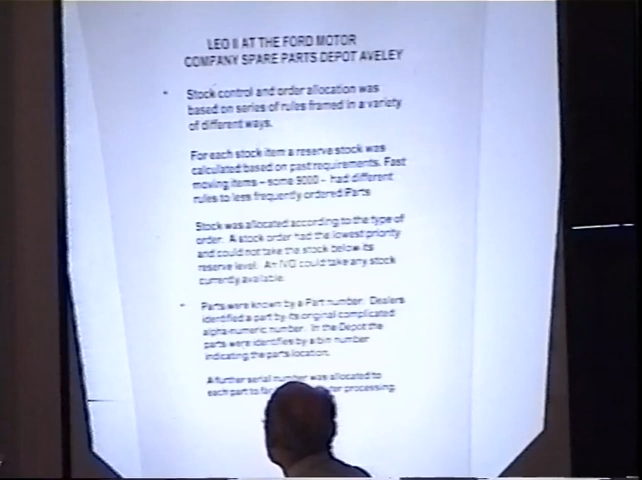 LEO II AT THE FORD MOTOR
COMPANY SPARE PARTS DEPOT AVELEY
• Stock control and order allocation was
based on series of rules framed in a variety
of different ways.
For each stock item a reserve stock was
calculated based on past requirements. Fast
moving items – some 9000 – had different
rules to less frequently ordered Parts
Stock was allocated according to the type of
order. A stock order had the lowest priority
and could not take the stock below its
reserve level. An could take any stock
currently available.
• Parts were known by a Part number. Dealers
identified a part by its original complicated
alpha-numeric number. In the Depot the
parts were identifies by a bin number
indicating the parts location.
A further serial number was allocated to
each part to processing.